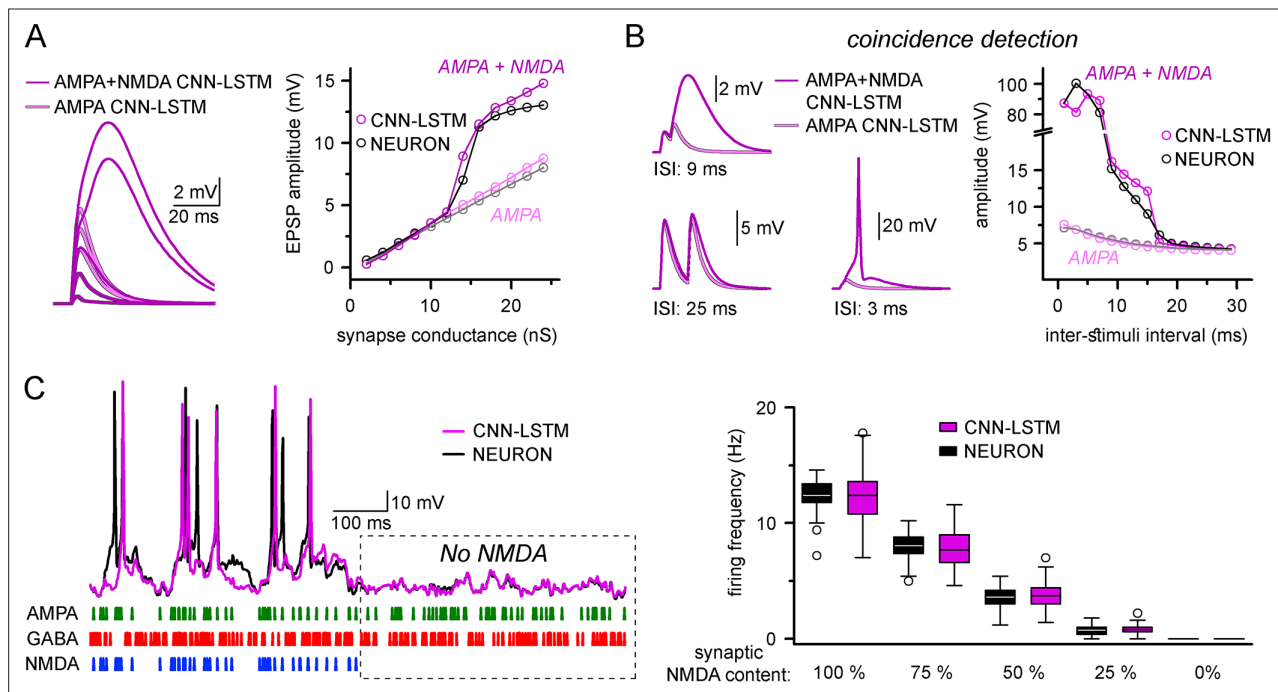 A
AMPA+NMDA CNN-LSTM
AMPA CNN-LSTM
2 mV
20 ms
AMPA + NMDA
CNN-LSTM
NEURON
AMPA
EPSP amplitude (mV)
15
10
5
0
0
10
20
synapse conductance (nS)
B
coincidence detection
2 mV
AMPA+NMDA
CNN-LSTM
AMPA CNN-LSTM
ISI: 9 ms
5 mV
20 mV
ISI: 25 ms
ISI: 3 ms
AMPA + NMDA
CNN-LSTM
NEURON
AMPA
amplitude (mV)
100
80
15
10
5
0
10
20
30
inter-stimuli interval (ms)
C
CNN-LSTM
NEURON
10 mV
100 ms
No NMDA
AMPA
GABA
NMDA
CNN-LSTM
NEURON
firing frequency (Hz)
20
10
0
synaptic
NMDA content: 100 % 75 % 50 % 25 % 0%